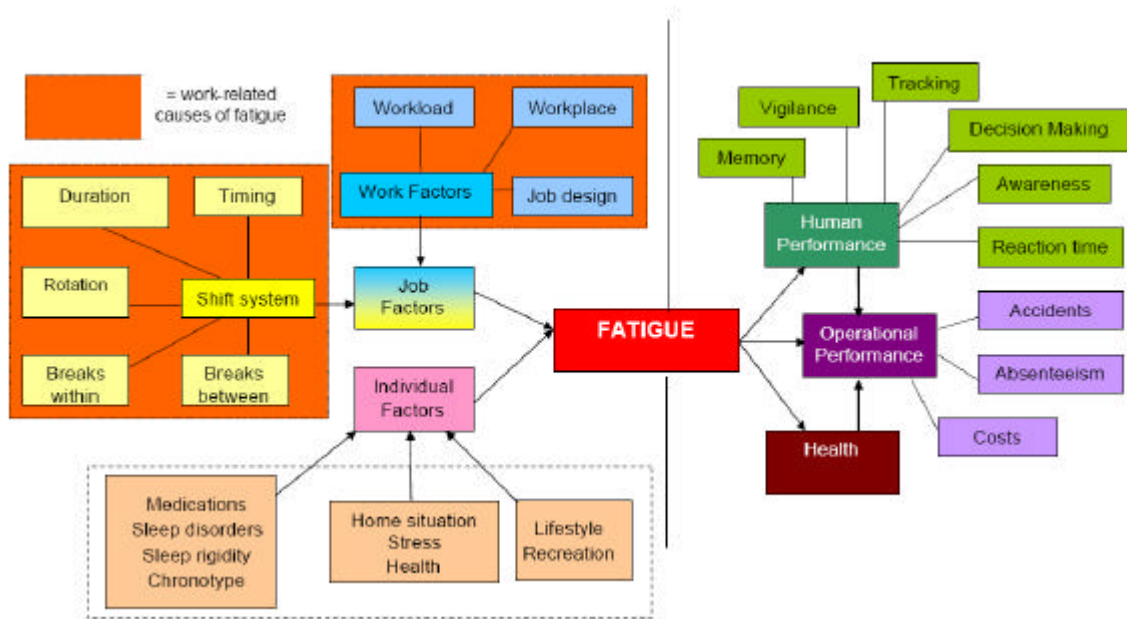 = work-related
causes of fatigue
Workload
Workplace
Work Factors
Job design
Duration
Timing
Rotation
Shift system
Breaks
within
Breaks
between
Job
Factors
Individual
Factors
Medications
Sleep disorders
Sleep rigidity
Chronotype
Home situation
Stress
Health
Lifestyle
Recreation
FATIGUE
Tracking
Vigilance
Decision Making
Memory
Awareness
Human
Performance
Reaction time
Operational
Performance
Accidents
Absenteeism
Costs
Health